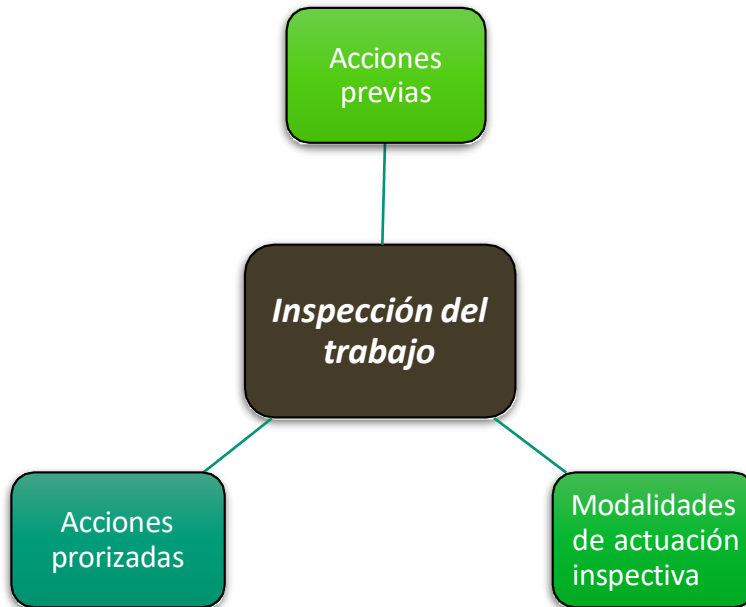 Acciones
previas
Inspección del
trabajo
Acciones
prorizadas
Modalidades
de actuación
inspectiva